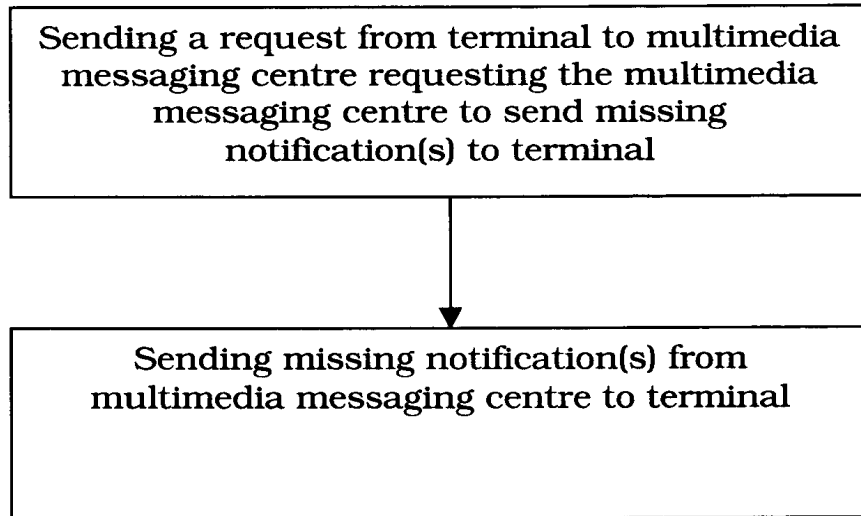 Sending a request from terminal to multimedia
messaging centre requesting the multimedia
messaging centre to send missing
notification(s) to terminal
Sending missing notification(s) from
multimedia messaging centre to terminal